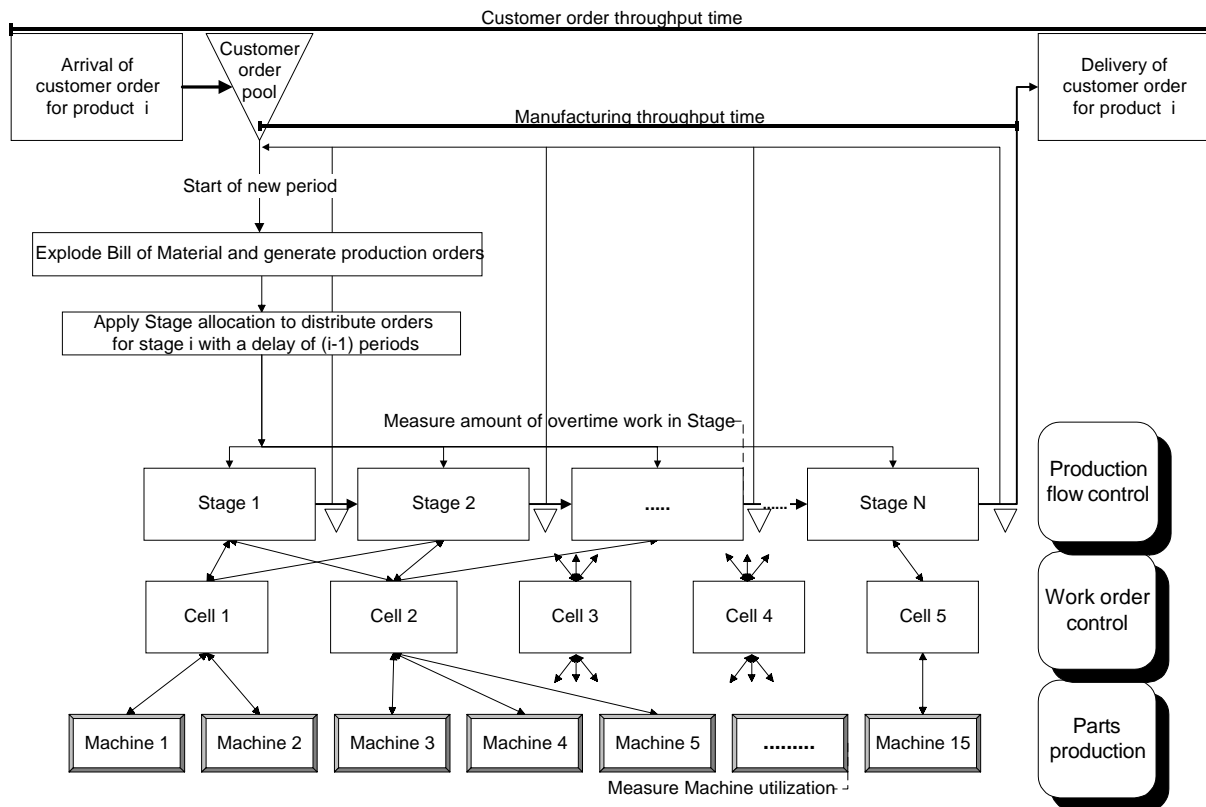 Customer order throughput time
Arrival of
customer order
for product i
Customer
order
pool
Delivery of
customer order
for product i
Manufacturing throughput time
Start of new period
Explode Bill of Material and generate production orders
Apply Stage allocation to distribute orders
for stage i with a delay of (i-1) periods
Measure amount of overtime work in Stage
Stage 1
Stage 2
.....
......
Stage N
Production
flow control
Cell 1
Cell 2
Cell 3
Cell 4
Cell 5
Work order
control
Machine 1
Machine 2
Machine 3
Machine 4
Machine 5
.........
Machine 15
Parts
production
Measure Machine utilization